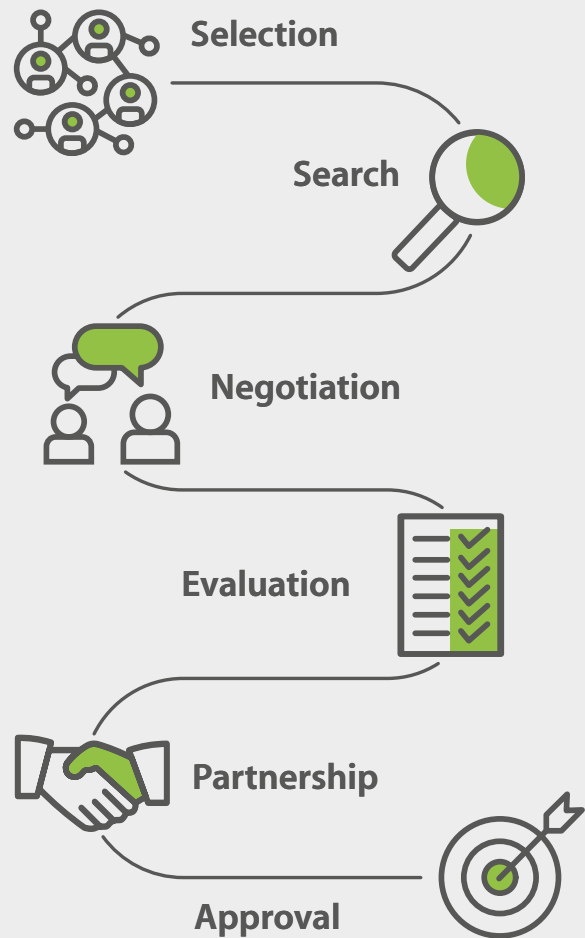 Selection
Search
Negotiation
Evaluation
Partnership
Approval